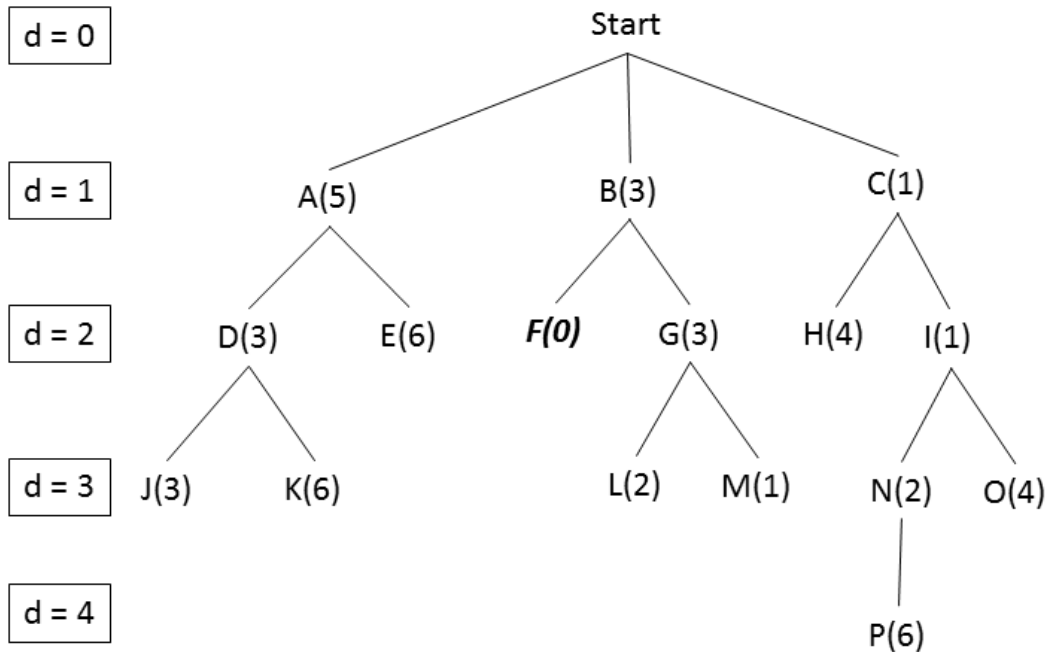 d = 0 Start
d = 1 A(5) B(3) C(1)
d = 2 D(3) E(6) F(0) G(3) H(4) I(1)
d = 3 J(3) K(6) L(2) M(1) N(2) O(4)
d = 4 P(6)